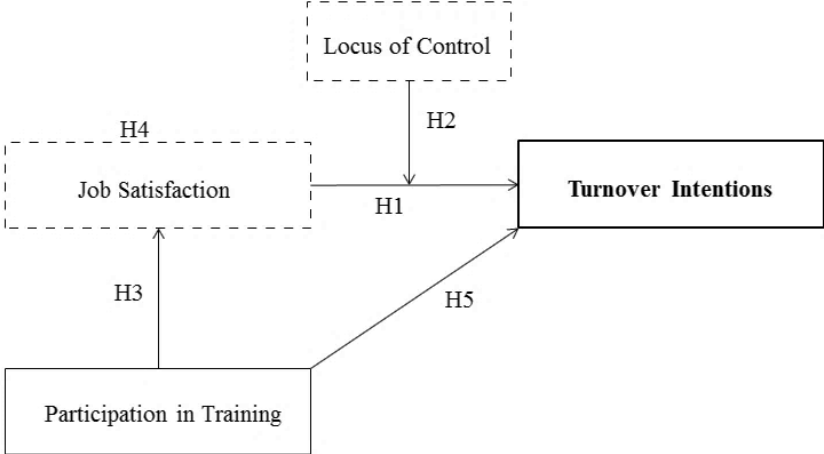 Locus of Control
H2
H4
Job Satisfaction
Turnover Intentions
H1
H3
H5
Participation in Training